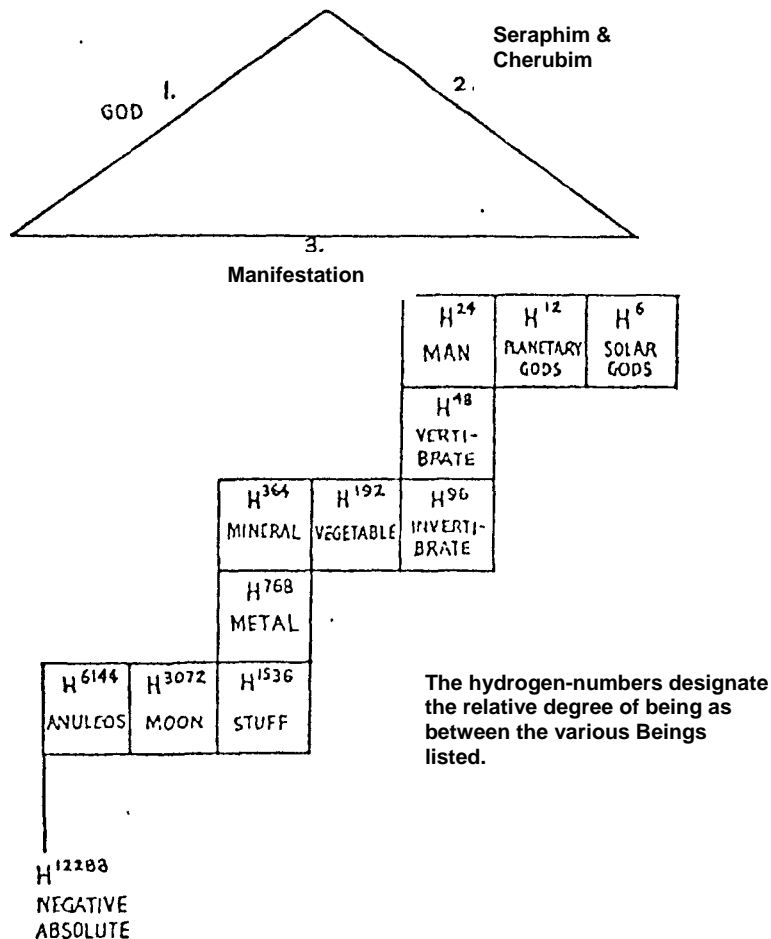 Seraphim &
Cherubim
1.
2.
GOD
3.
Manifestation
H24
H12
H6
MAN
PLANETARY
GODS
SOLAR
GODS
H48
VERTI-
BRATE
H364
H192
H96
MINERAL
VEGETABLE
INVERTI-
BRATE
H768
METAL
H6144
H3072
H1536
ANULEOS
MOON
STUFF
The hydrogen-numbers designate
the relative degree of being as
between the various Beings
listed.
H12288
NEGATIVE
ABSOLUTE